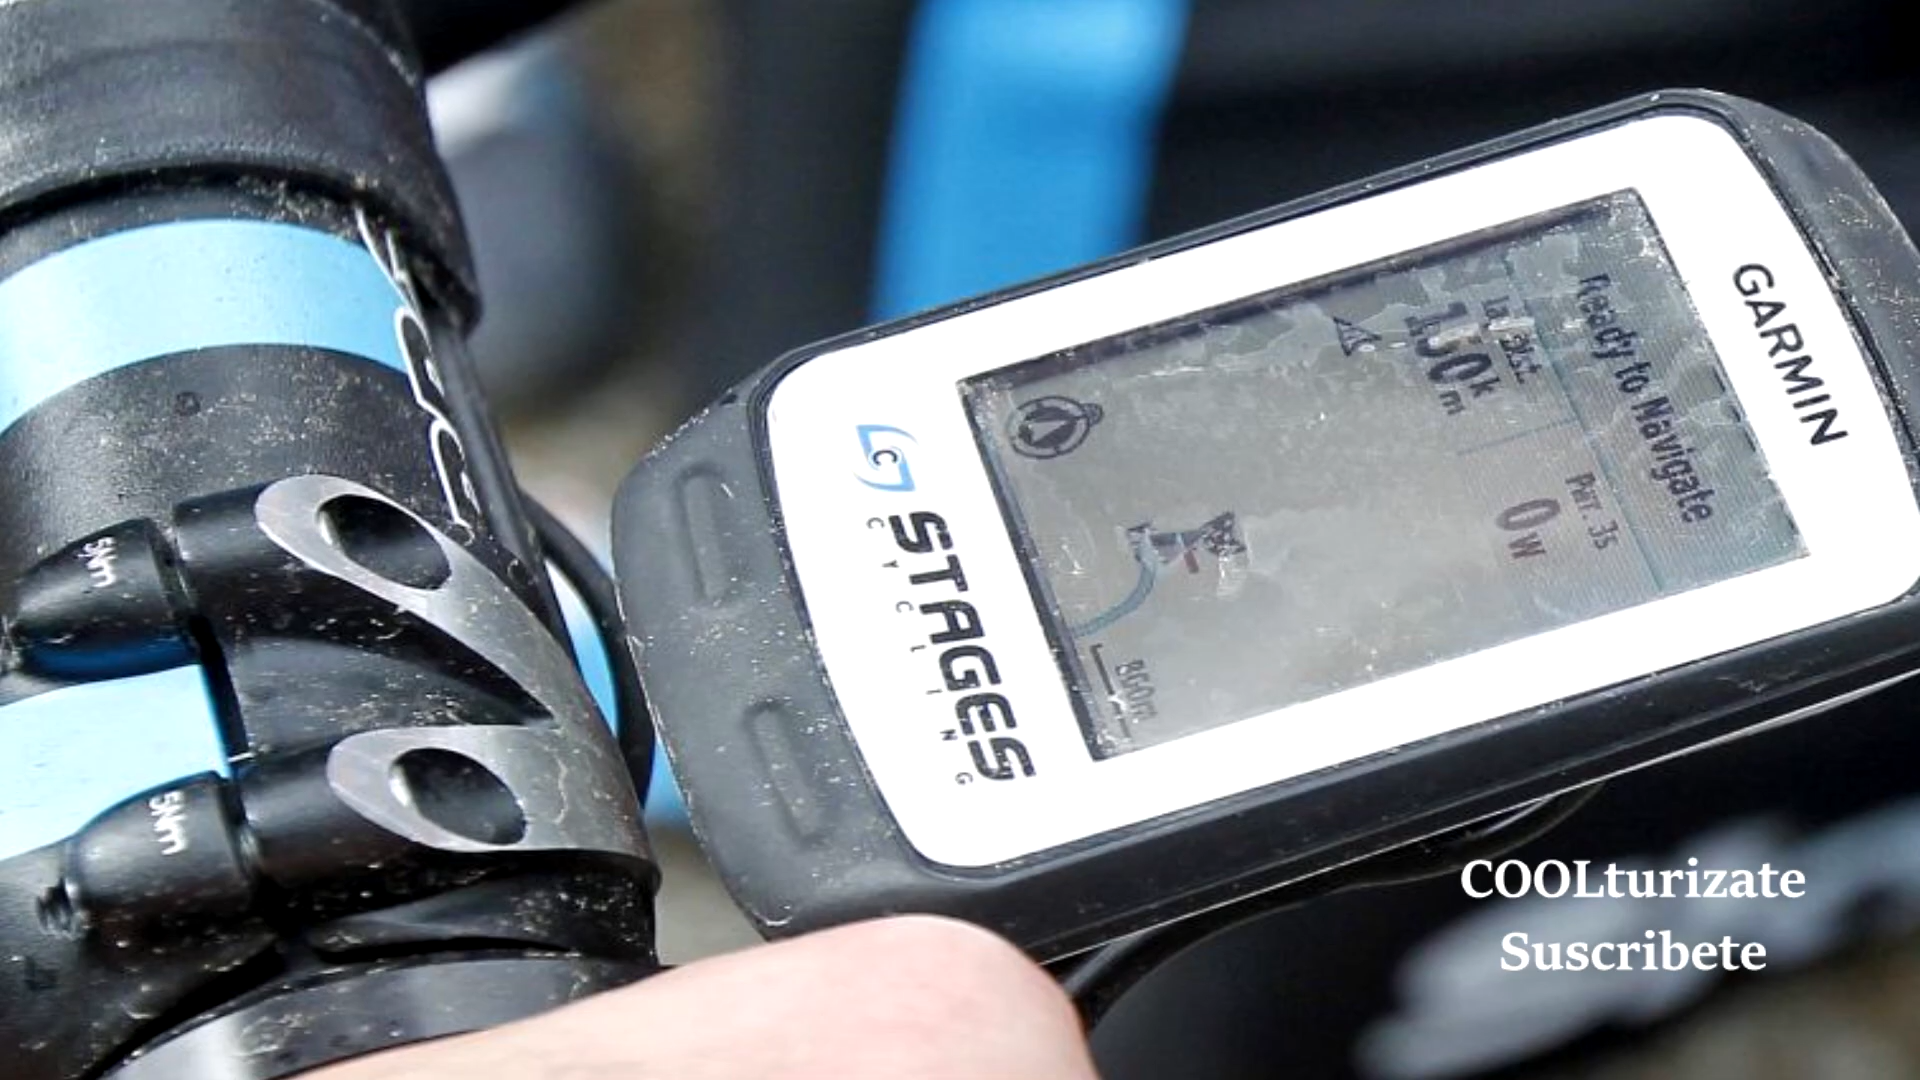 GARMIN
Ready to Navigate
Pwr. 3s
0w
800m
C
STAGES
CYCLING
5Nm
5Nm
COOLturizate
Suscribete